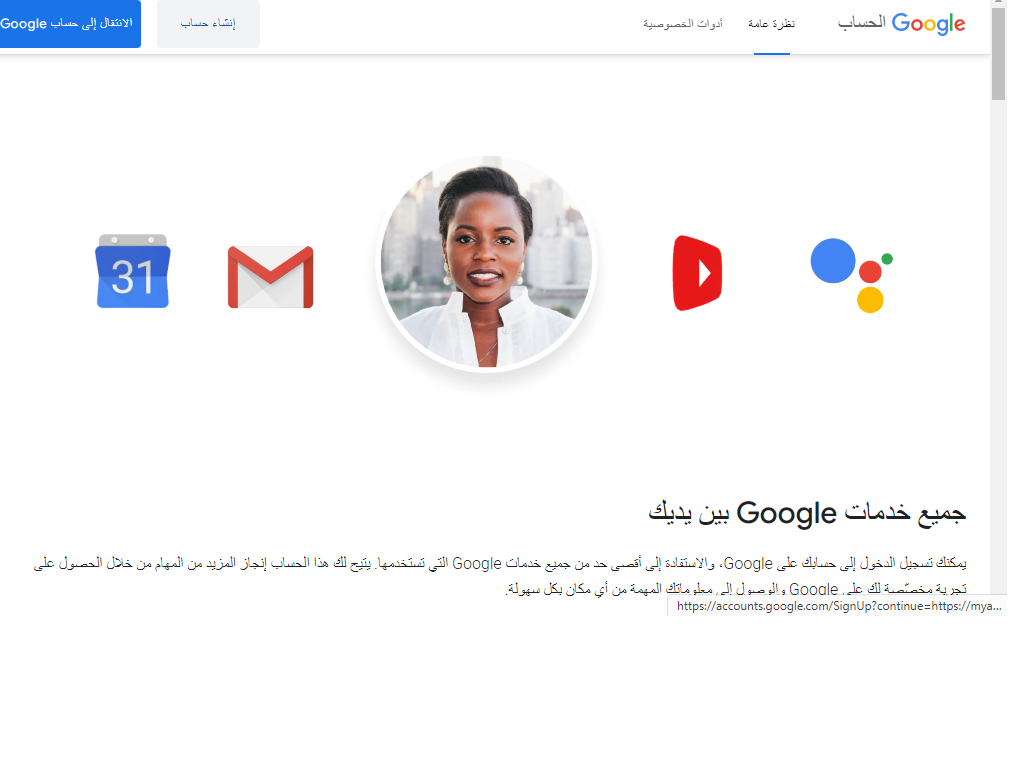 Google الحساب
نظرة عامة
أدوات الخصوصية
إنشاء حساب
الانتقال إلى حساب Google
31
جميع خدمات Google بين يديك
يمكنك تسجيل الدخول إلى حسابك على Google، والاستفادة إلى أقصى حد من جميع خدمات Google التي تستخدمها. يتيح لك هذا الحساب إنجاز المزيد من المهام من خلال الحصول على
تجربة مخصّصة لك على Google والوصول إلى معلوماتك المهمة من أي مكان بكل سهولة.
https://accounts.google.com/SignUp?continue=https://mya...